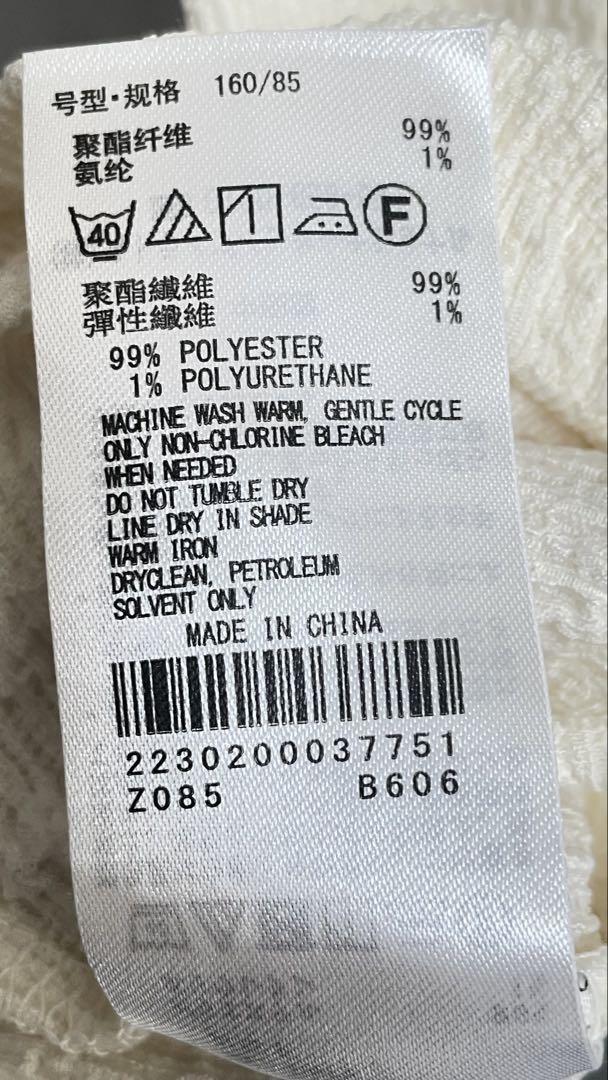 号型·规格 160/85
聚酯纤维 99%
氨纶 1%
40 F
聚酯纖維 99%
彈性纖維 1%
99% POLYESTER
1% POLYURETHANE
MACHINE WASH WARM, GENTLE CYCLE
ONLY NON-CHLORINE BLEACH
WHEN NEEDED
DO NOT TUMBLE DRY
LINE DRY IN SHADE
WARM IRON
DRYCLEAN, PETROLEUM
SOLVENT ONLY
MADE IN CHINA
2230200037751
Z085 B606